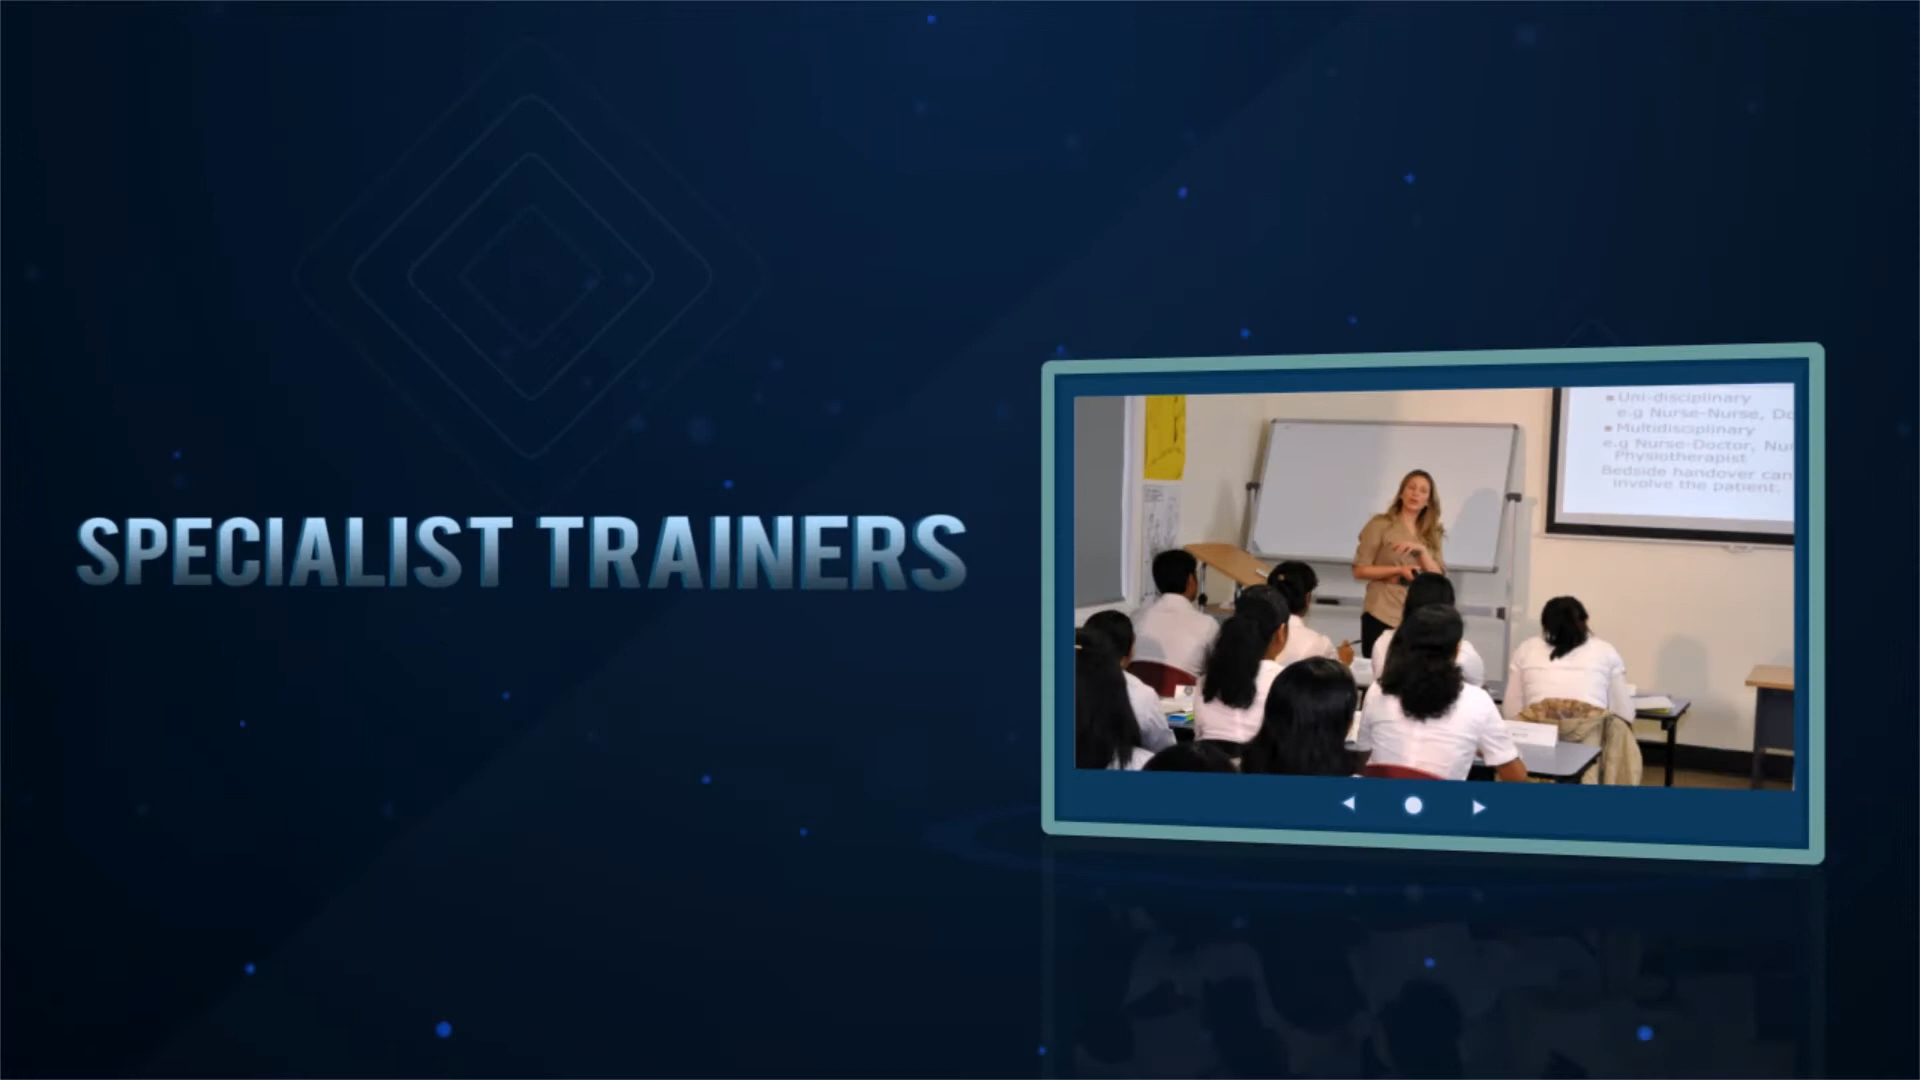 SPECIALIST TRAINERS
Uni-disciplinary
e.g Nurse-Nurse, Do
Multidisciplinary
e.g Nurse-Doctor, Nu
Physiotherapist
Bedside handover can
involve the patient.